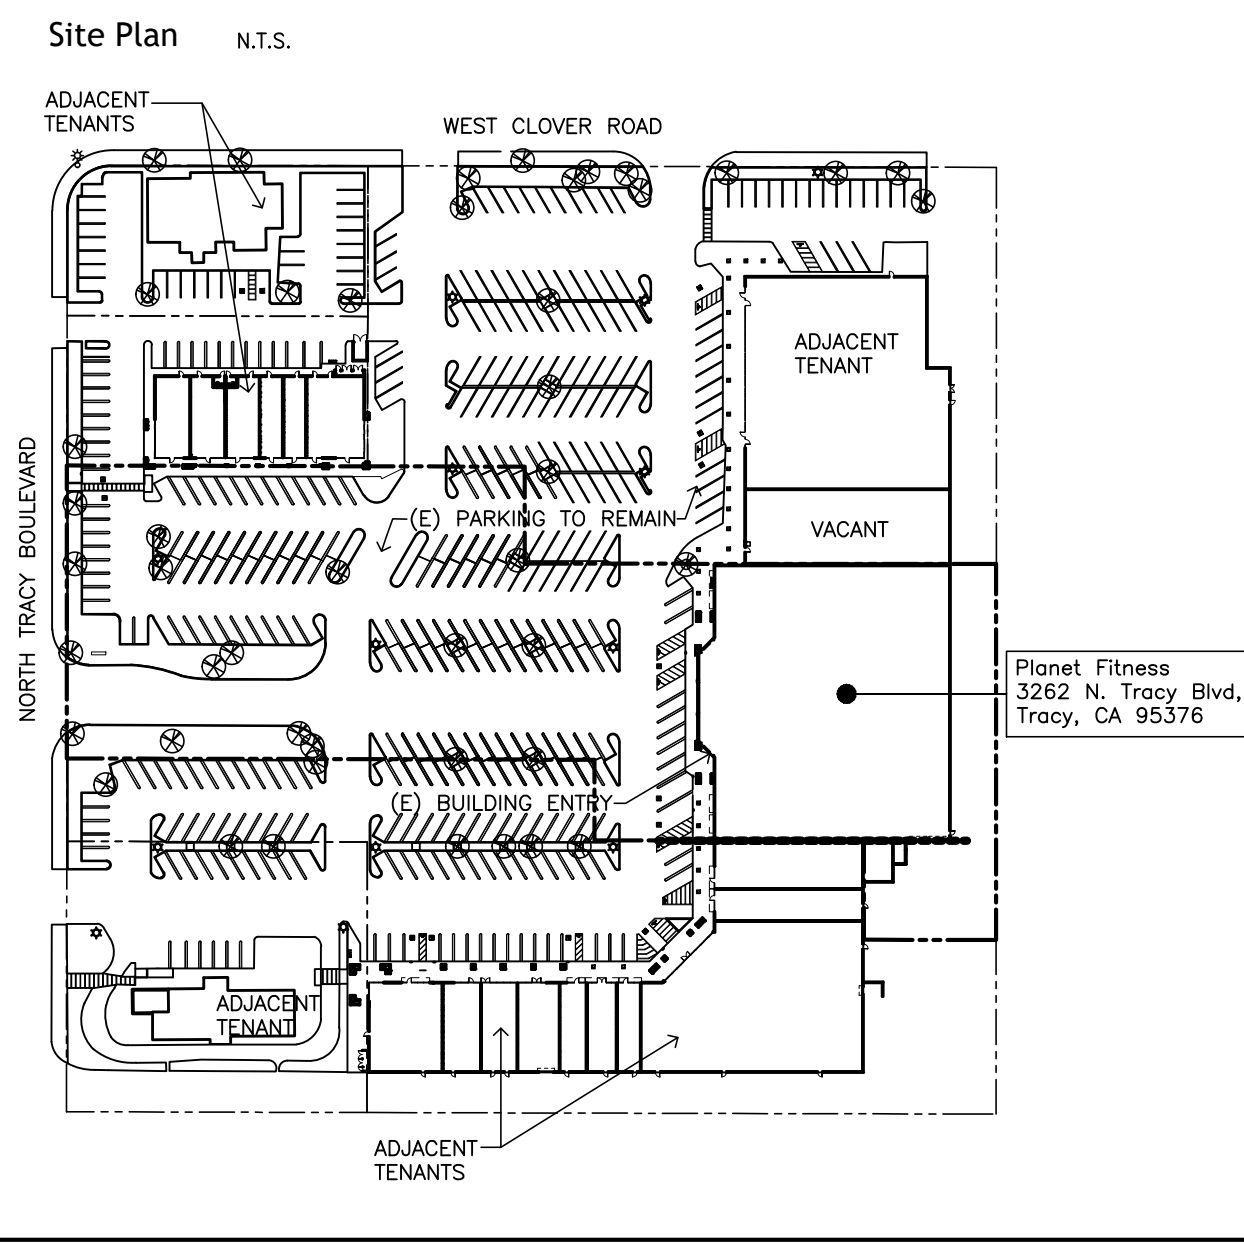 Site Plan N.T.S.
ADJACENT
TENANTS
WEST CLOVER ROAD
ADJACENT
TENANT
NORTH TRACY BOULEVARD
(E) PARKING TO REMAIN
VACANT
Planet Fitness
3262 N. Tracy Blvd,
Tracy, CA 95376
(E) BUILDING ENTRY
ADJACENT
TENANT
ADJACENT
TENANTS